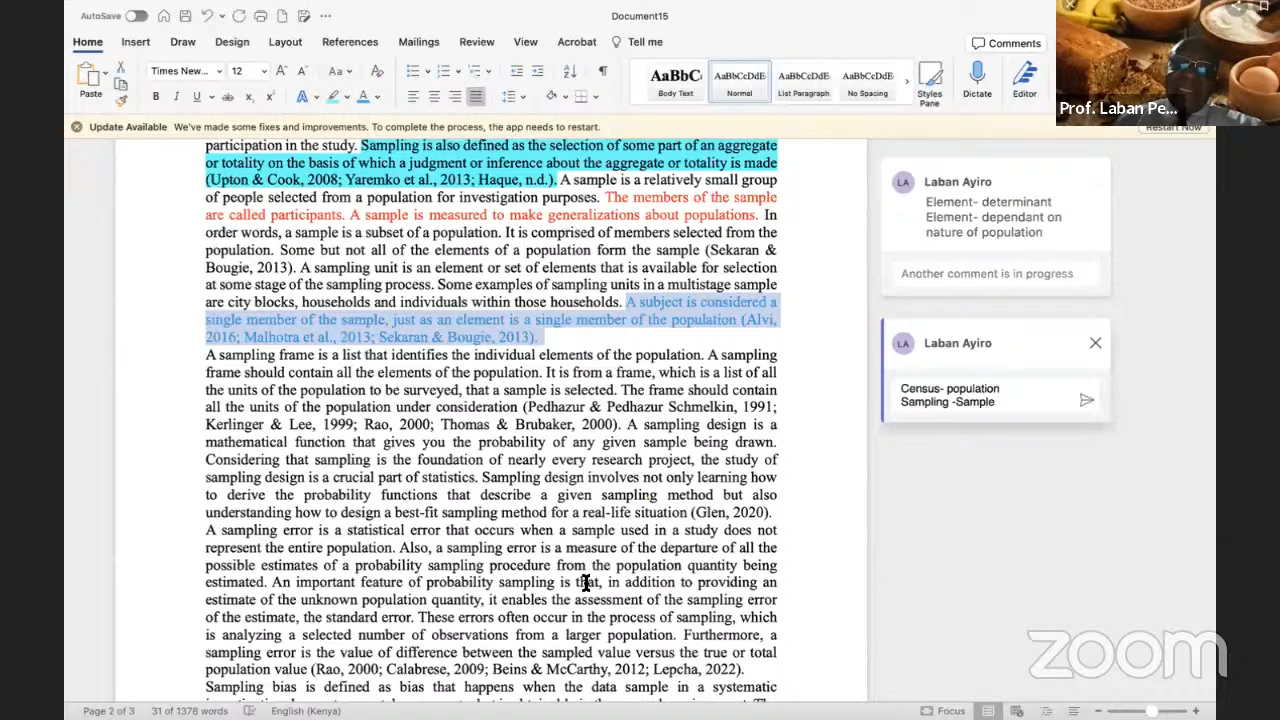 AutoSave
Document15
Home Insert Draw Design Layout References Mailings Review View Acrobat Tell me
Comments
Paste
Times New... 12
Aa
AaBbC AaBbCcDdE AaBbCcDdE AaBbCcDdE
Body Text Normal List Paragraph No Spacing
Styles Pane
Dictate
Editor
Prof. Laban Pe...
Update Available We've made some fixes and improvements. To complete the process, the app needs to restart.
Restart Now
participation in the study. Sampling is also defined as the selection of some part of an aggregate
or totality on the basis of which a judgment or inference about the aggregate or totality is made
(Upton & Cook, 2008; Yaremko et al., 2013; Haque, n.d.). A sample is a relatively small group
of people selected from a population for investigation purposes. The members of the sample
are called participants. A sample is measured to make generalizations about populations. In
order words, a sample is a subset of a population. It is comprised of members selected from the
population. Some but not all of the elements of a population form the sample (Sekaran &
Bougie, 2013). A sampling unit is an element or set of elements that is available for selection
at some stage of the sampling process. Some examples of sampling units in a multistage sample
are city blocks, households and individuals within those households. A subject is considered a
single member of the sample, just as an element is a single member of the population (Alvi,
2016; Malhotra et al., 2013; Sekaran & Bougie, 2013).
A sampling frame is a list that identifies the individual elements of the population. A sampling
frame should contain all the elements of the population. It is from a frame, which is a list of all
the units of the population to be surveyed, that a sample is selected. The frame should contain
all the units of the population under consideration (Pedhazur & Pedhazur Schmelkin, 1991;
Kerlinger & Lee, 1999; Rao, 2000; Thomas & Brubaker, 2000). A sampling design is a
mathematical function that gives you the probability of any given sample being drawn.
Considering that sampling is the foundation of nearly every research project, the study of
sampling design is a crucial part of statistics. Sampling design involves not only learning how
to derive the probability functions that describe a given sampling method but also
understanding how to design a best-fit sampling method for a real-life situation (Glen, 2020).
A sampling error is a statistical error that occurs when a sample used in a study does not
represent the entire population. Also, a sampling error is a measure of the departure of all the
possible estimates of a probability sampling procedure from the population quantity being
estimated. An important feature of probability sampling is that, in addition to providing an
estimate of the unknown population quantity, it enables the assessment of the sampling error
of the estimate, the standard error. These errors often occur in the process of sampling, which
is analyzing a selected number of observations from a larger population. Furthermore, a
sampling error is the value of difference between the sampled value versus the true or total
population value (Rao, 2000; Calabrese, 2009; Beins & McCarthy, 2012; Lepcha, 2022).
Sampling bias is defined as bias that happens when the data sample in a systematic
LA Laban Ayiro
Element- determinant
Element- dependant on
nature of population
Another comment is in progress
LA Laban Ayiro
Census- population
Sampling -Sample
zoom
Page 2 of 3 31 of 1378 words English (Kenya) Focus